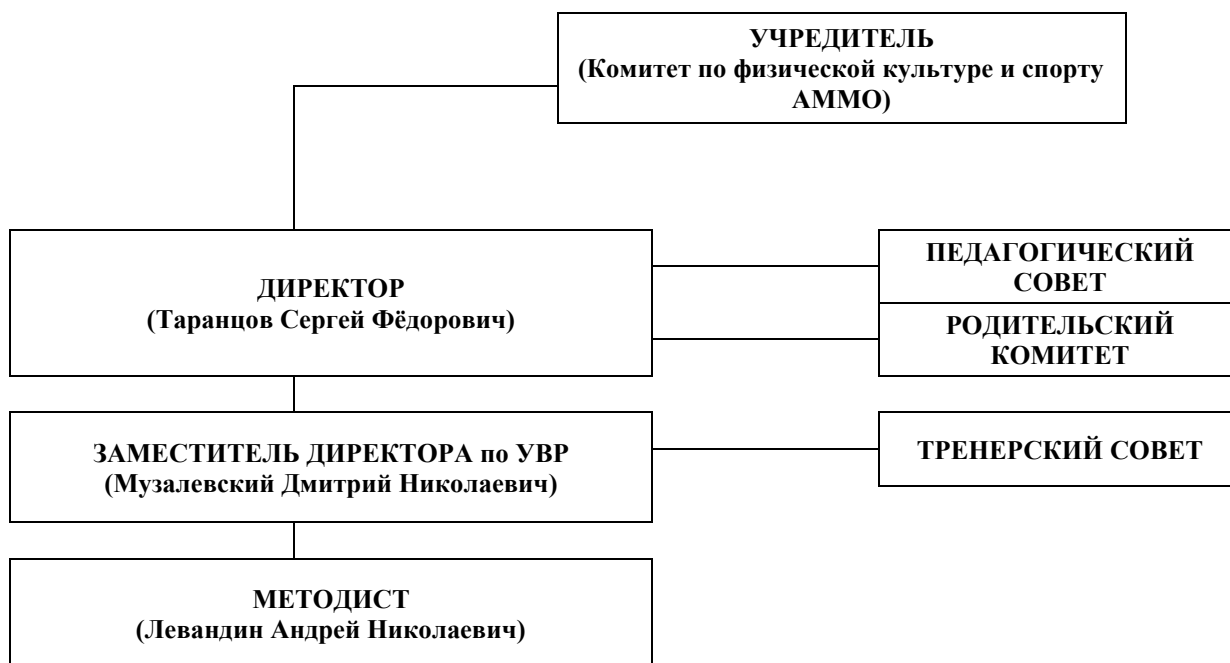 УЧРЕДИТЕЛЬ
(Комитет по физической культуре и спорту
АММО)
ДИРЕКТОР
(Таранцов Сергей Фёдорович)
ПЕДАГОГИЧЕСКИЙ
СОВЕТ
РОДИТЕЛЬСКИЙ
КОМИТЕТ
ЗАМЕСТИТЕЛЬ ДИРЕКТОРА по УВР
(Музалевский Дмитрий Николаевич)
ТРЕНЕРСКИЙ СОВЕТ
МЕТОДИСТ
(Левандин Андрей Николаевич)